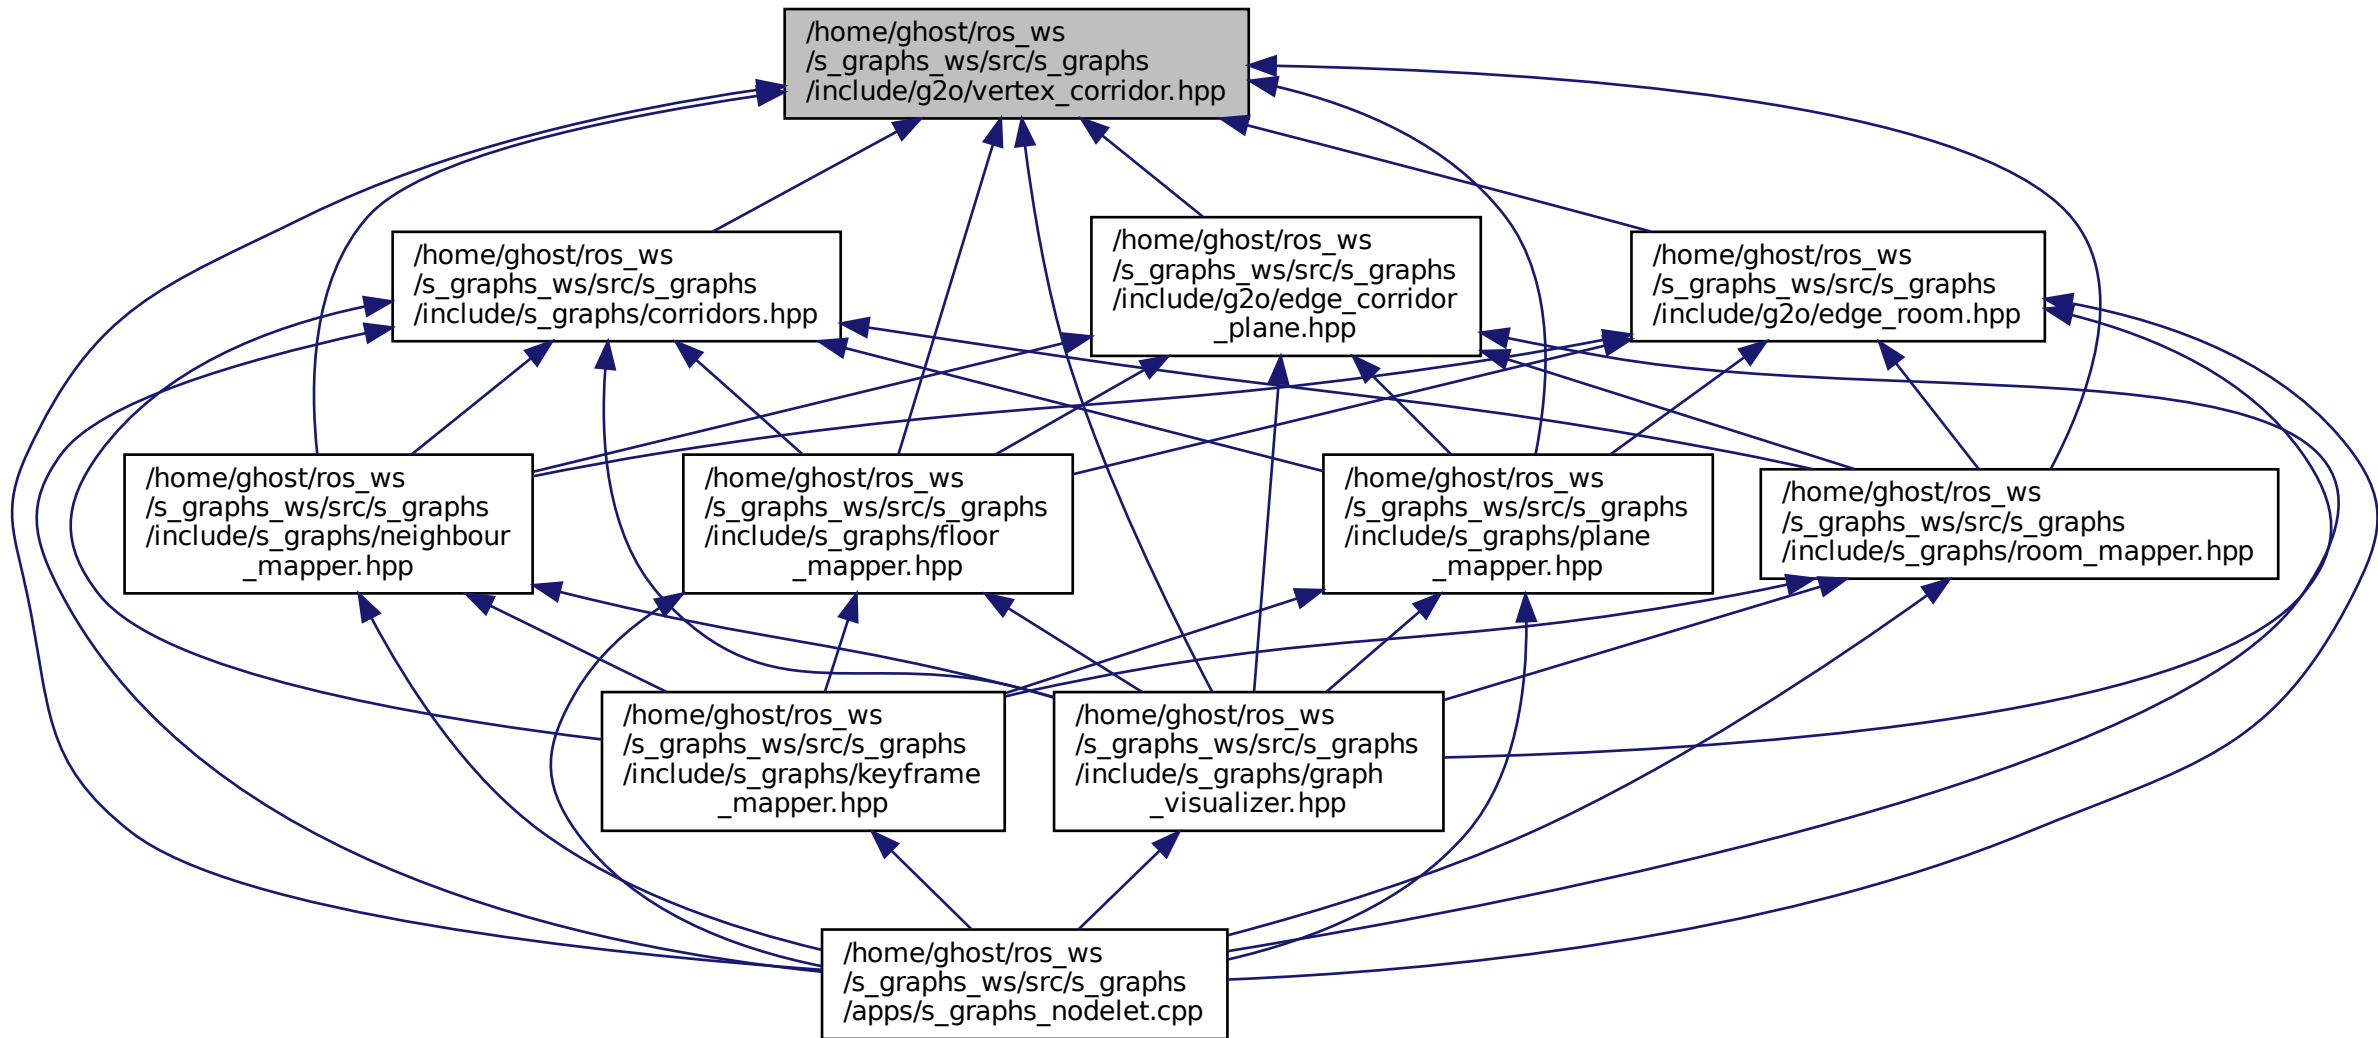 /home/ghost/ros_ws
/s_graphs_ws/src/s_graphs
/include/g2o/vertex_corridor.hpp
/home/ghost/ros_ws
/s_graphs_ws/src/s_graphs
/include/s_graphs/corridors.hpp
/home/ghost/ros_ws
/s_graphs_ws/src/s_graphs
/include/g2o/edge_corridor
_plane.hpp
/home/ghost/ros_ws
/s_graphs_ws/src/s_graphs
/include/g2o/edge_room.hpp
/home/ghost/ros_ws
/s_graphs_ws/src/s_graphs
/include/s_graphs/neighbour
_mapper.hpp
/home/ghost/ros_ws
/s_graphs_ws/src/s_graphs
/include/s_graphs/floor
_mapper.hpp
/home/ghost/ros_ws
/s_graphs_ws/src/s_graphs
/include/s_graphs/plane
_mapper.hpp
/home/ghost/ros_ws
/s_graphs_ws/src/s_graphs
/include/s_graphs/room_mapper.hpp
/home/ghost/ros_ws
/s_graphs_ws/src/s_graphs
/include/s_graphs/keyframe
_mapper.hpp
/home/ghost/ros_ws
/s_graphs_ws/src/s_graphs
/include/s_graphs/graph
_visualizer.hpp
/home/ghost/ros_ws
/s_graphs_ws/src/s_graphs
/apps/s_graphs_nodelet.cpp